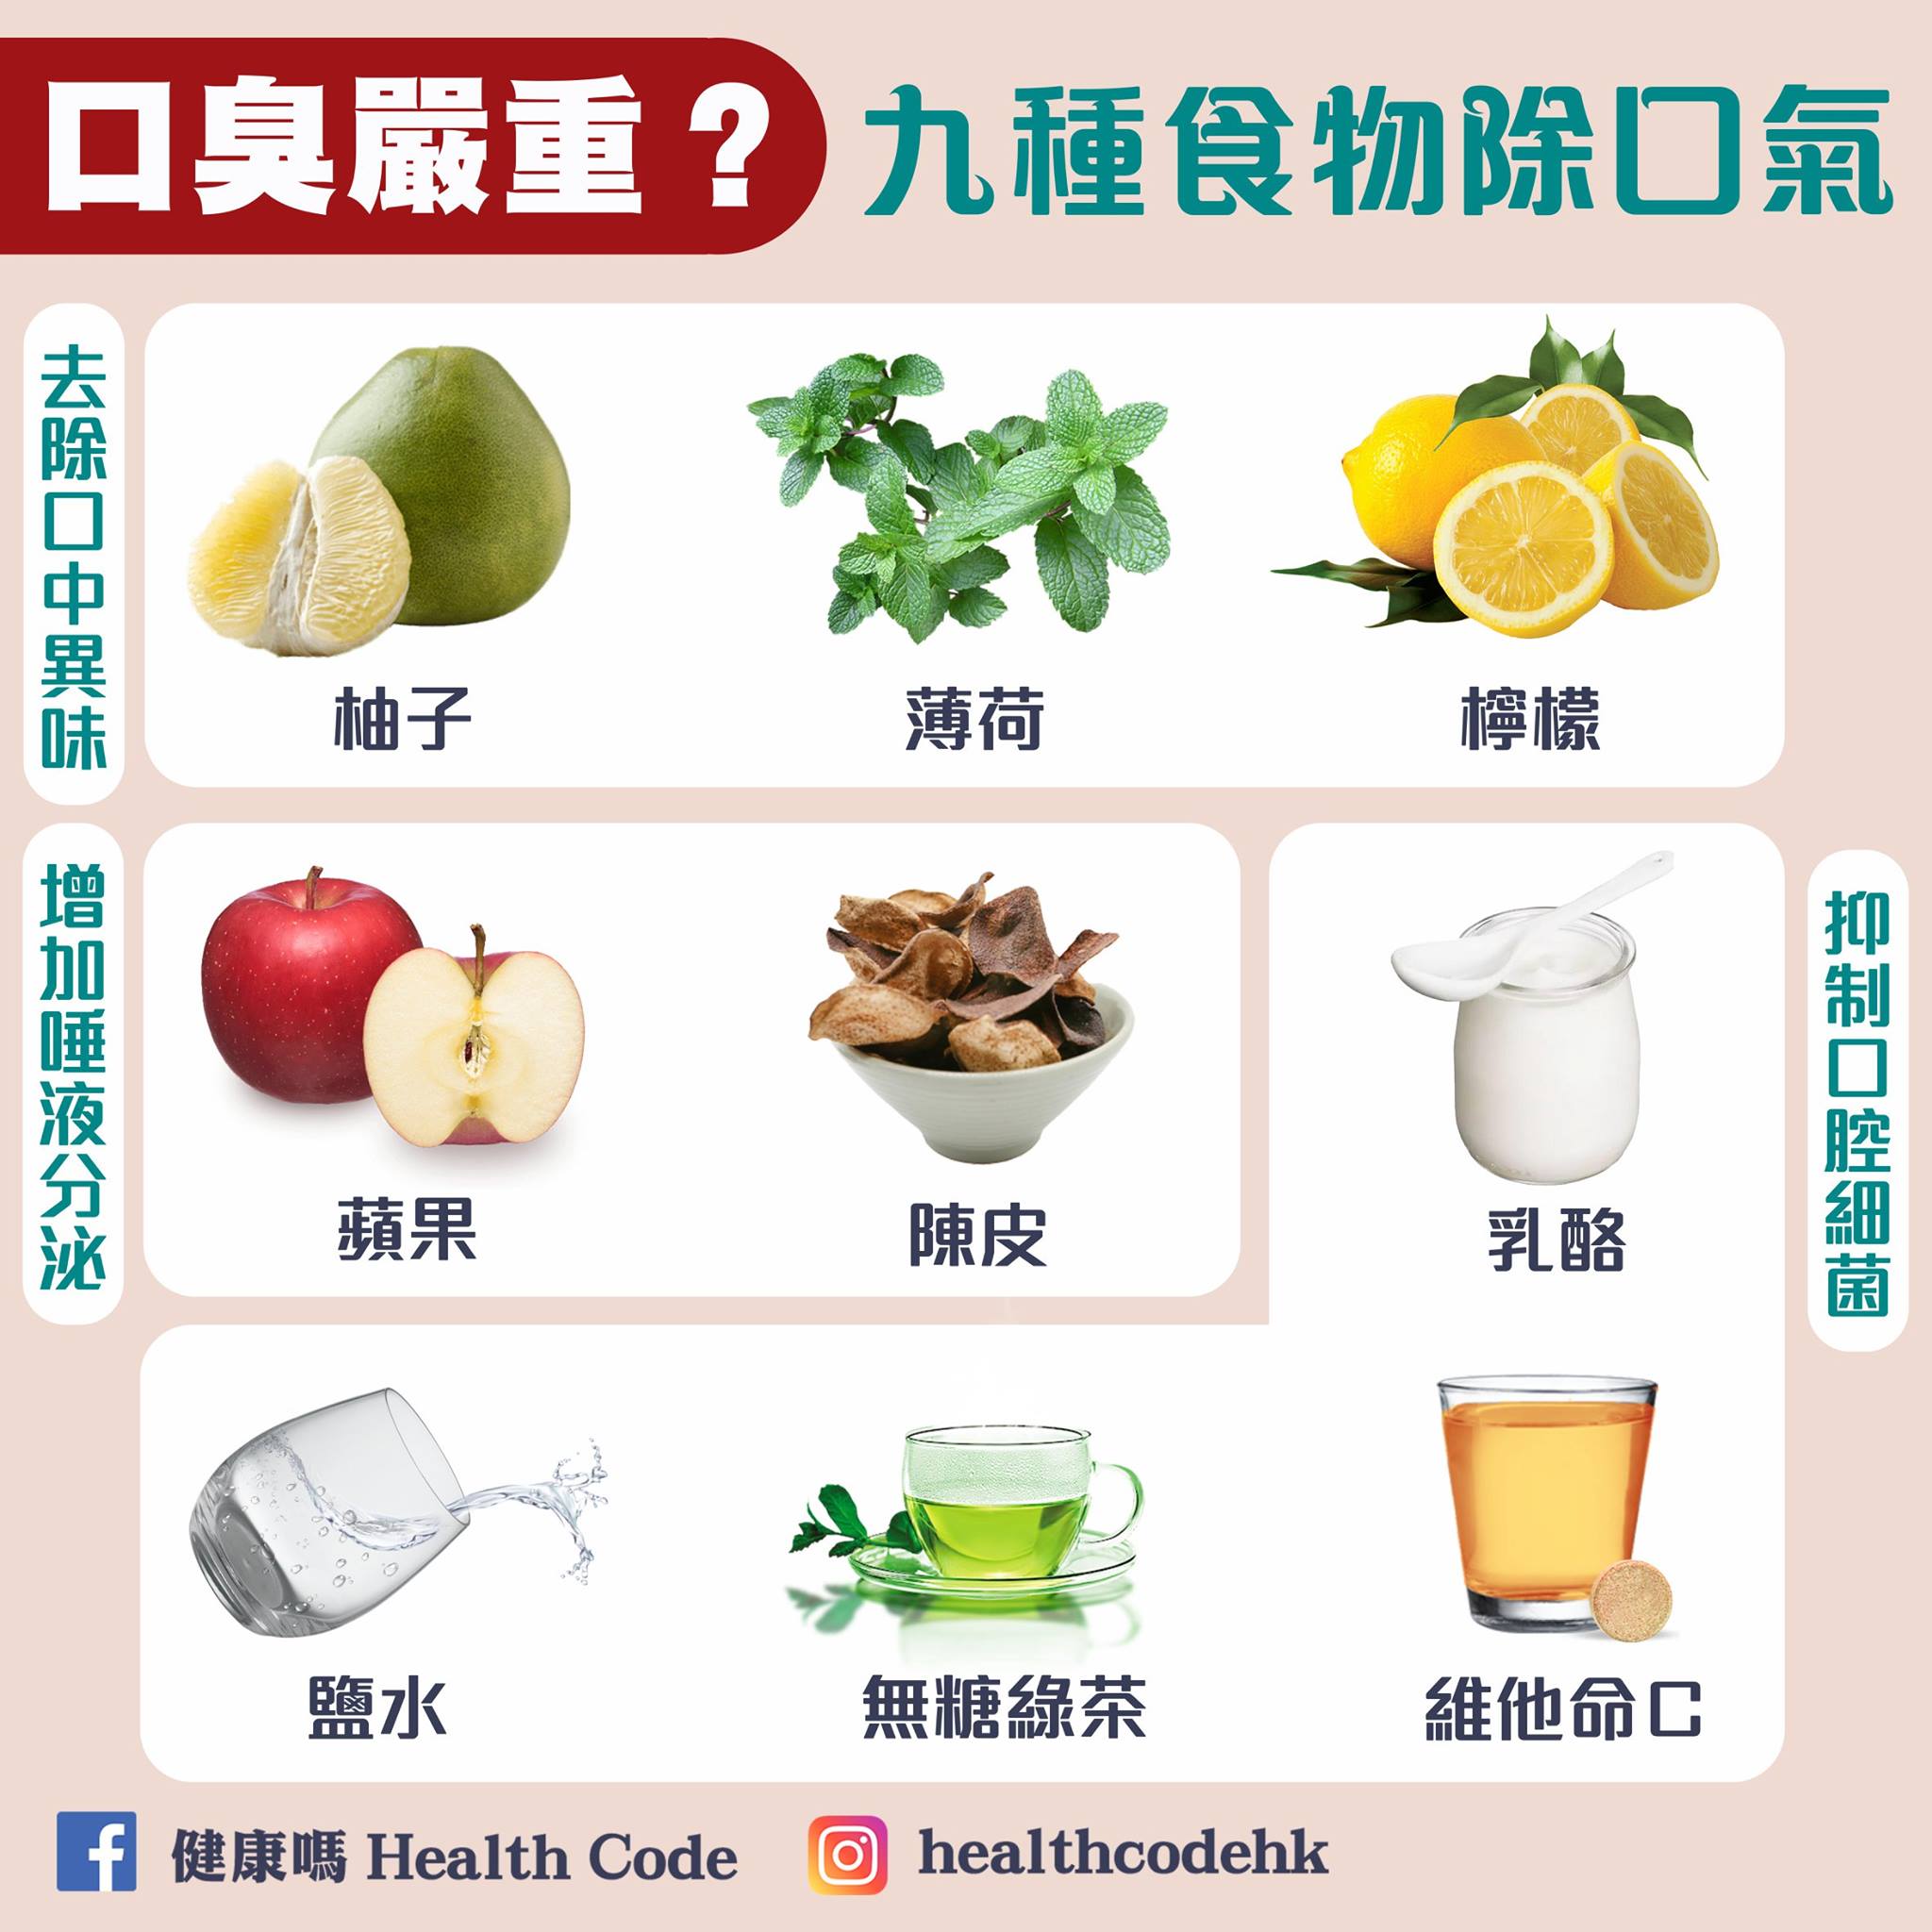 口臭嚴重？
九種食物除口氣
去除口中異味
柚子
薄荷
檸檬
增加唾液分泌
蘋果
陳皮
乳酪
抑制口腔細菌
鹽水
無糖綠茶
維他命C
健康嗎 Health Code
healthcodehk